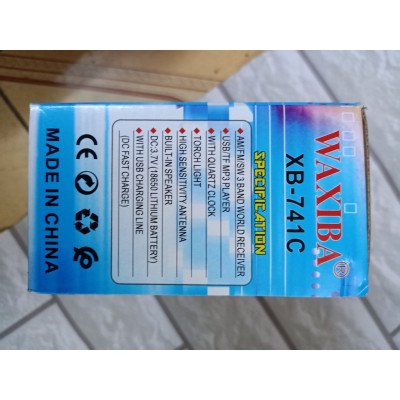 WAXIBA®
XB-741C
SPECIFICATION
• AM/FM/SW 3 BAND WORLD RECEIVER
• USB/TF MP3 PLAYER
• WITH QUARTZ CLOCK
• TORCH LIGHT
• HIGH SENSITIVITY ANTENNA
• BUILT-IN SPEAKER
• DC:3.7V (18650 LITHIUM BATTERY)
• WITH USB CHARGING LINE
(DC FAST CHARGE)
CE
MADE IN CHINA